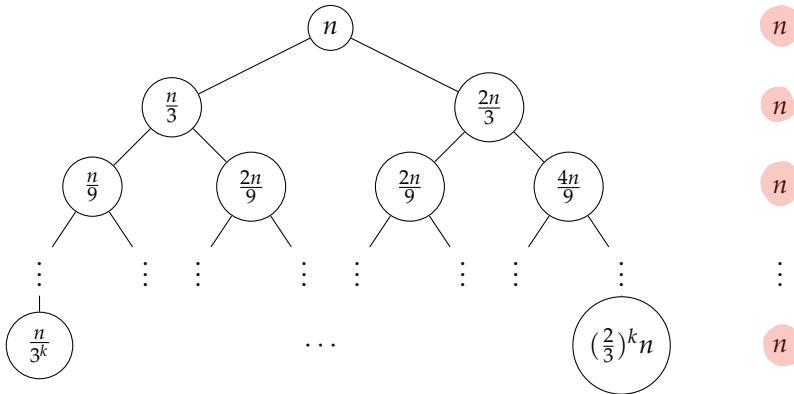 n n
n/3 2n/3 n
n/9 2n/9 2n/9 4n/9 n
⋮ ⋮ ⋮ ⋮ ⋮ ⋮ ⋮ ⋮ ⋮
n/3^k ... (2/3)^k n n